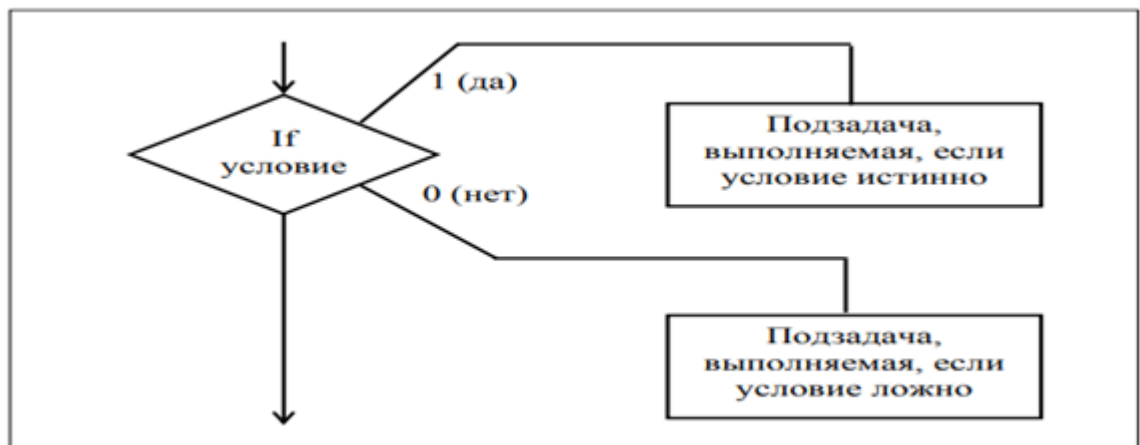 1 (да)
If
условие
Подзадача,
выполняемая, если
условие истинно
0 (нет)
Подзадача,
выполняемая, если
условие ложно